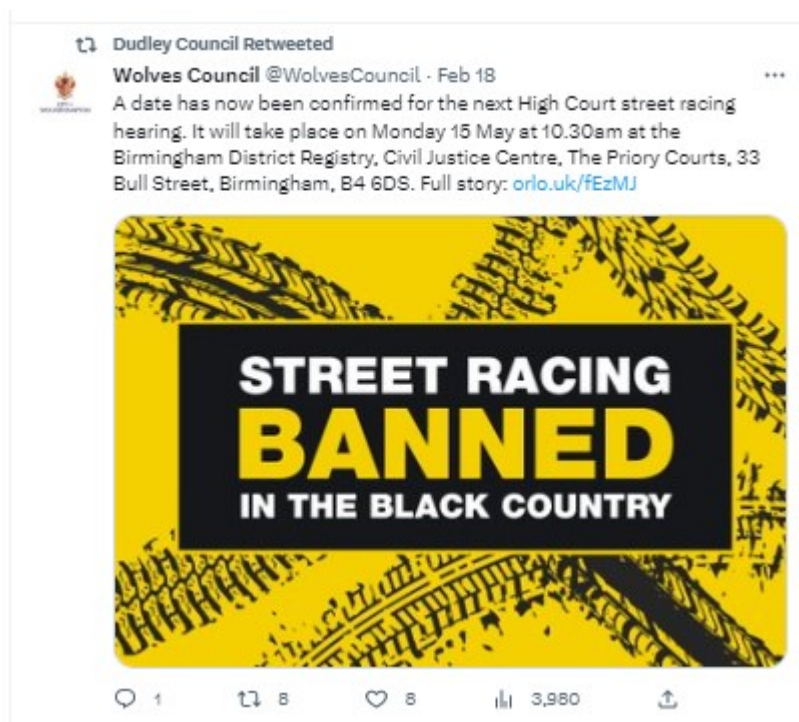 Dudley Council Retweeted
Wolves Council @WolvesCouncil · Feb 18
A date has now been confirmed for the next High Court street racing
hearing. It will take place on Monday 15 May at 10.30am at the
Birmingham District Registry, Civil Justice Centre, The Priory Courts, 33
Bull Street, Birmingham, B4 6DS. Full story: orlo.uk/fEzMJ
STREET RACING
BANNED
IN THE BLACK COUNTRY
1 8 8 3,980